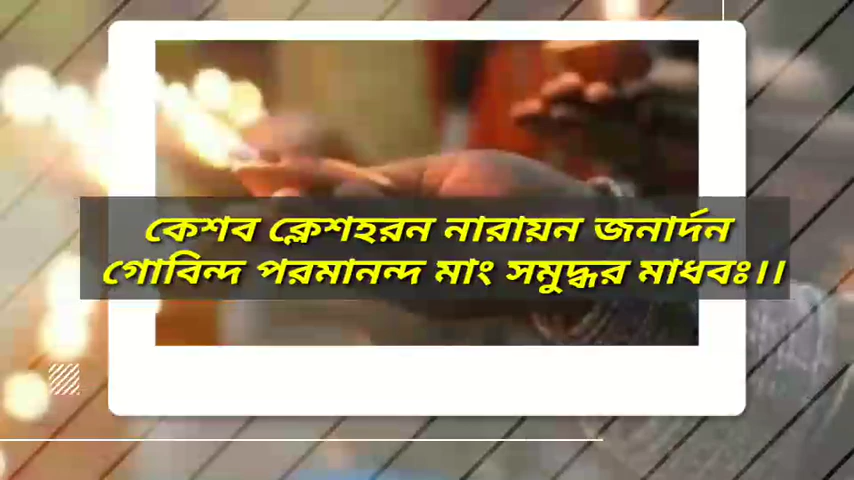 কেশব ক্লেশহরন নারায়ন জনার্দন
গোবিন্দ পরমানন্দ মাং সমুদ্ধর মাধবঃ।।